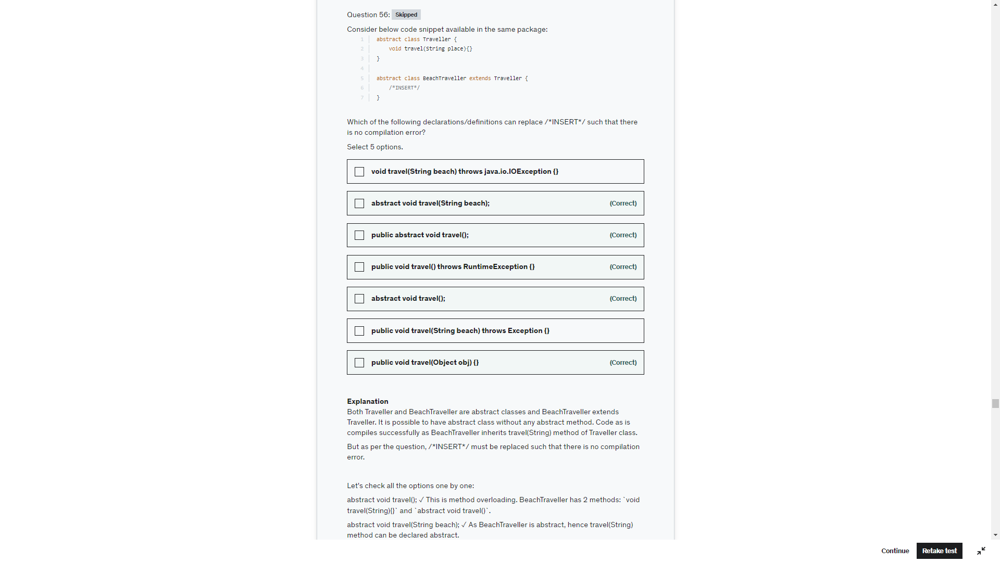 Question 56: Skipped
Consider below code snippet available in the same package:
1 abstract class Traveller {
2 void travel(String place){}
3 }
4
5 abstract class BeachTraveller extends Traveller {
6 /*INSERT*/
7 }
Which of the following declarations/definitions can replace /*INSERT*/ such that there
is no compilation error?
Select 5 options.
void travel(String beach) throws java.io.IOException {}
abstract void travel(String beach); (Correct)
public abstract void travel(); (Correct)
public void travel() throws RuntimeException {} (Correct)
abstract void travel(); (Correct)
public void travel(String beach) throws Exception {}
public void travel(Object obj) {} (Correct)
Explanation
Both Traveller and BeachTraveller are abstract classes and BeachTraveller extends
Traveller. It is possible to have abstract class without any abstract method. Code as is
compiles successfully as BeachTraveller inherits travel(String) method of Traveller class.
But as per the question, /*INSERT*/ must be replaced such that there is no compilation
error.
Let's check all the options one by one:
abstract void travel(); ✓ This is method overloading. BeachTraveller has 2 methods: `void
travel(String){}` and `abstract void travel()`.
abstract void travel(String beach); ✓ As BeachTraveller is abstract, hence travel(String)
method can be declared abstract.
Continue Retake test